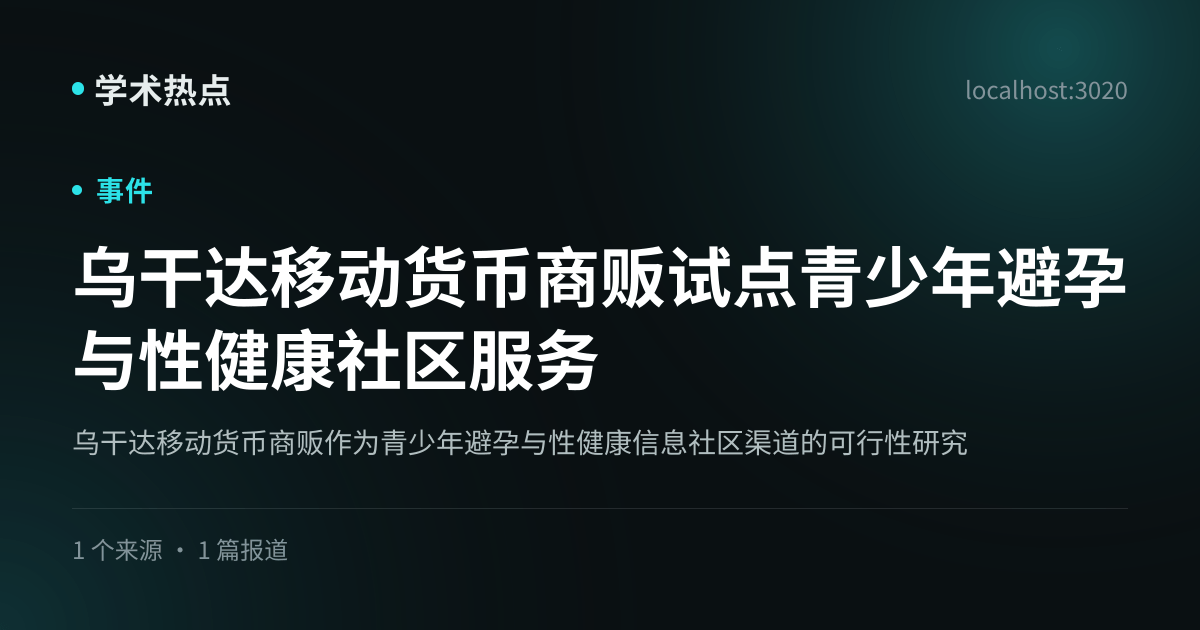 学术热点
localhost:3020
事件
乌干达移动货币商贩试点青少年避孕
与性健康社区服务
乌干达移动货币商贩作为青少年避孕与性健康信息社区渠道的可行性研究
1 个来源 · 1 篇报道